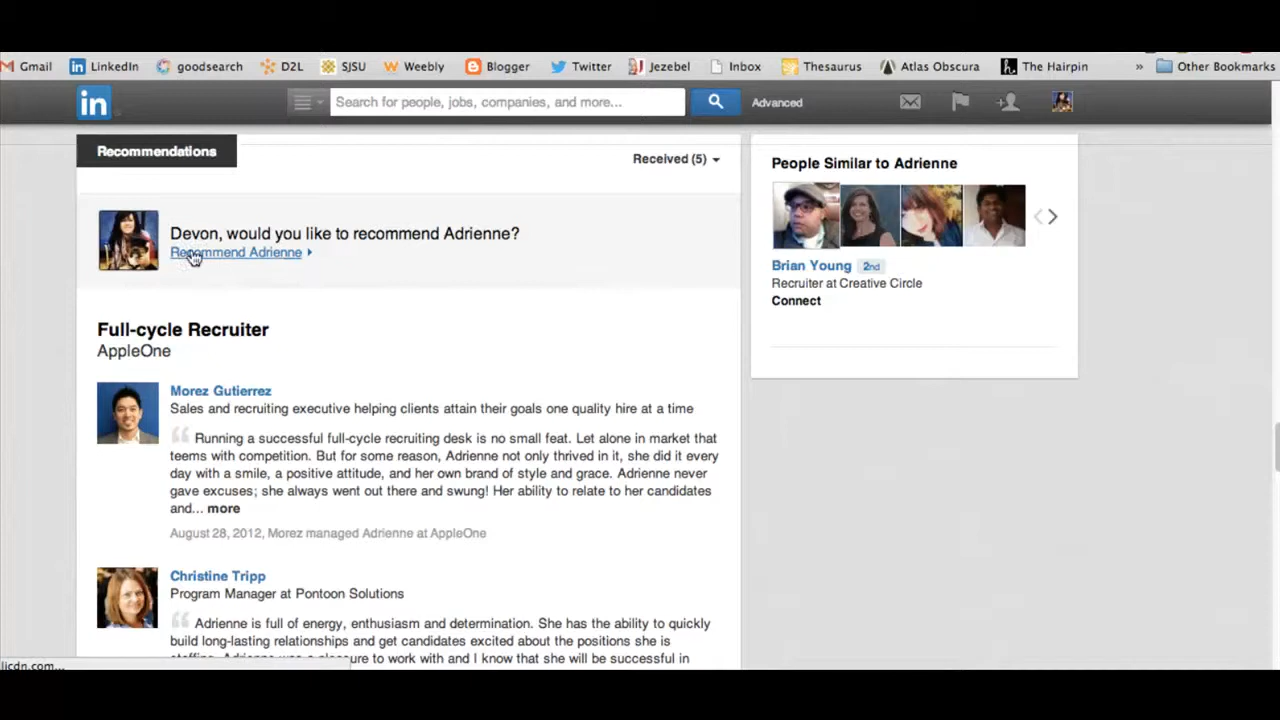 Gmail LinkedIn goodsearch D2L SJSU Weebly Blogger Twitter Jezebel Inbox Thesaurus Atlas Obscura The Hairpin » Other Bookmarks
in Search for people, jobs, companies, and more... Advanced
Recommendations
Received (5)
Devon, would you like to recommend Adrienne?
Recommend Adrienne
Full-cycle Recruiter
AppleOne
Morez Gutierrez
Sales and recruiting executive helping clients attain their goals one quality hire at a time
Running a successful full-cycle recruiting desk is no small feat. Let alone in market that
teems with competition. But for some reason, Adrienne not only thrived in it, she did it every
day with a smile, a positive attitude, and her own brand of style and grace. Adrienne never
gave excuses; she always went out there and swung! Her ability to relate to her candidates
and... more
August 28, 2012, Morez managed Adrienne at AppleOne
Christine Tripp
Program Manager at Pontoon Solutions
Adrienne is full of energy, enthusiasm and determination. She has the ability to quickly
build long-lasting relationships and get candidates excited about the positions she is
staffing. Adrienne was a pleasure to work with and I know that she will be successful in
licdn.com...
People Similar to Adrienne
Brian Young 2nd
Recruiter at Creative Circle
Connect